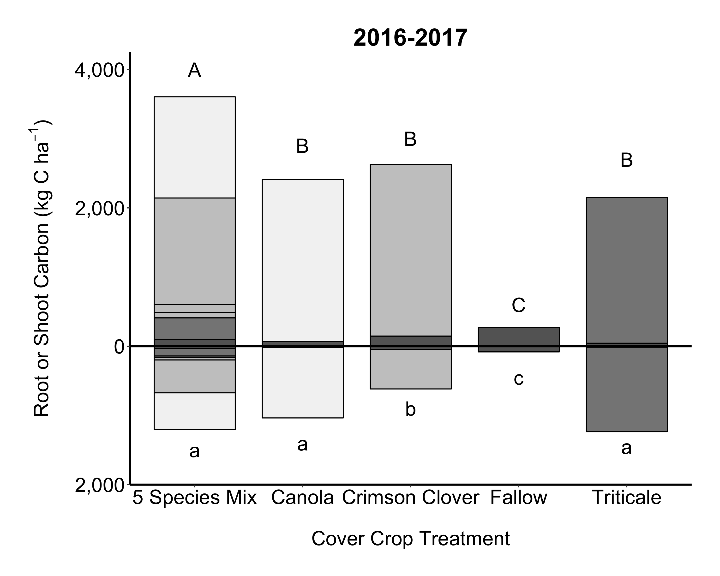 2016-2017
4,000
A
B
B
B
2,000
C
0
c
b
a
a
a
2,000
5 Species Mix Canola Crimson Clover Fallow Triticale
Cover Crop Treatment
Root or Shoot Carbon (kg C ha⁻¹)